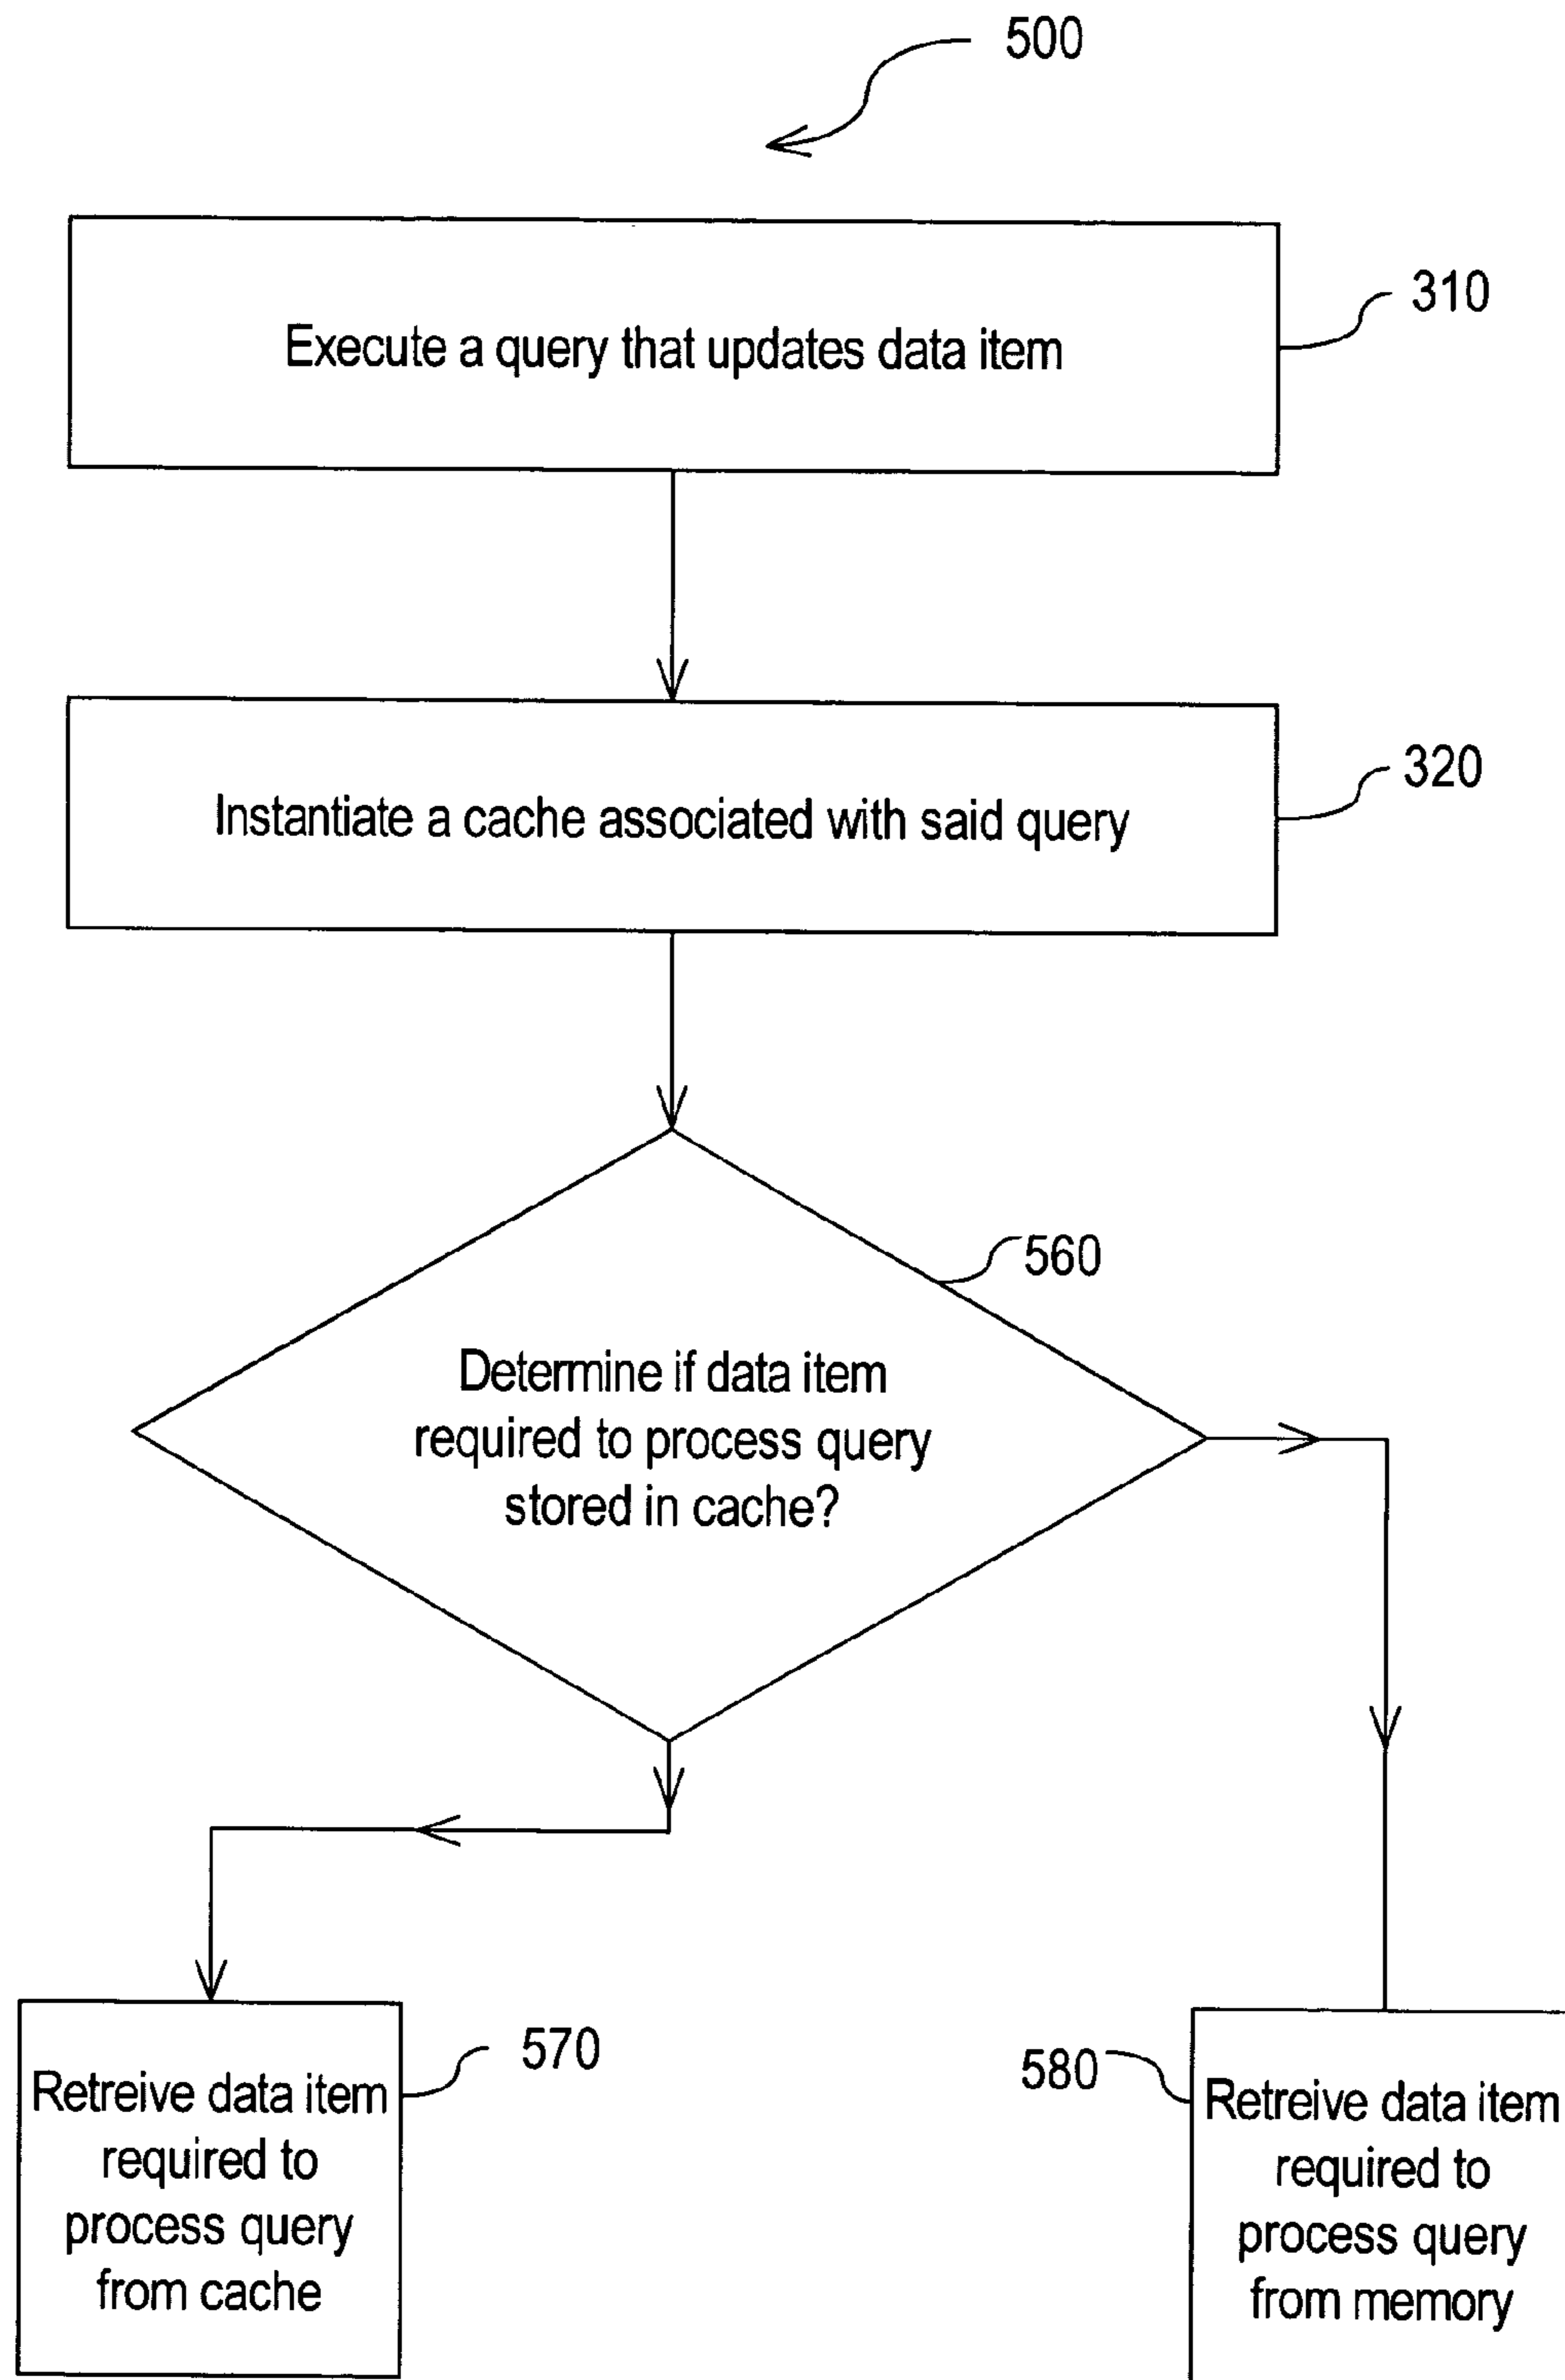 500
Execute a query that updates data item
310
Instantiate a cache associated with said query
320
560
Determine if data item
required to process query
stored in cache?
Retreive data item
required to
process query
from cache
570
580
Retreive data item
required to
process query
from memory